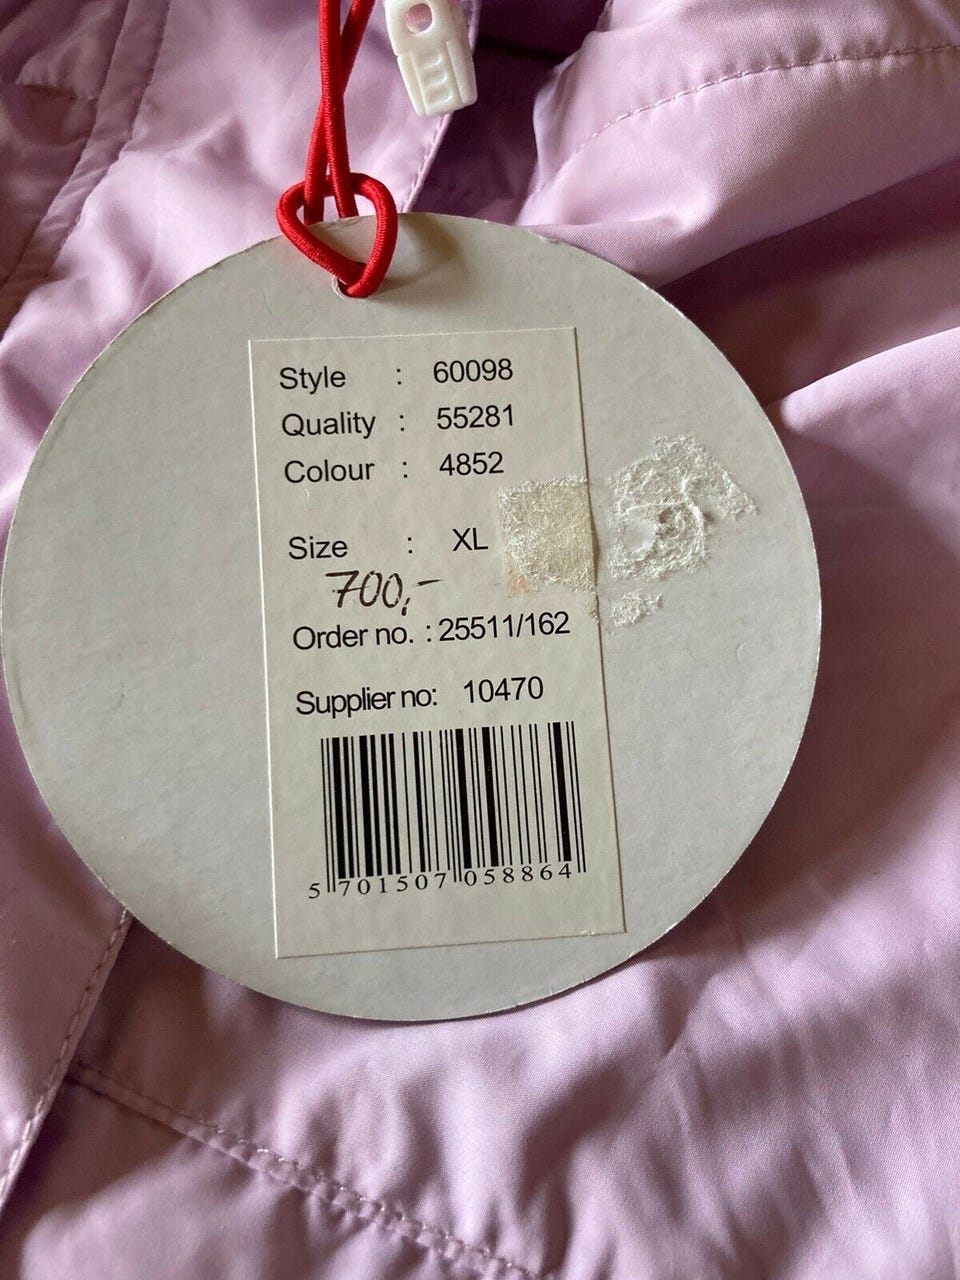 Style : 60098
Quality : 55281
Colour : 4852
Size : XL
700,-
Order no. : 25511/162
Supplier no: 10470
5 701507 058864